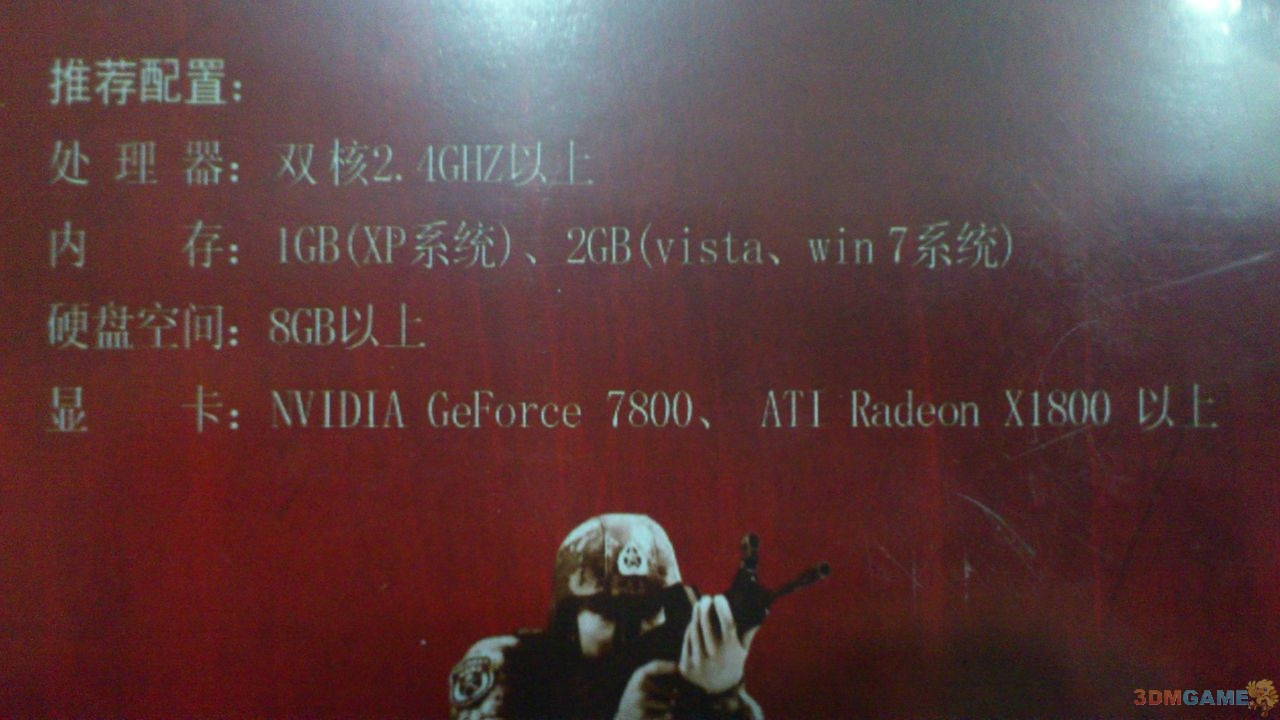 推荐配置：
处理器：双核2.4GHZ以上
内存：1GB(XP系统)、2GB(vista、win 7系统)
硬盘空间：8GB以上
显卡：NVIDIA GeForce 7800、 ATI Radeon X1800 以上
3DMGAME